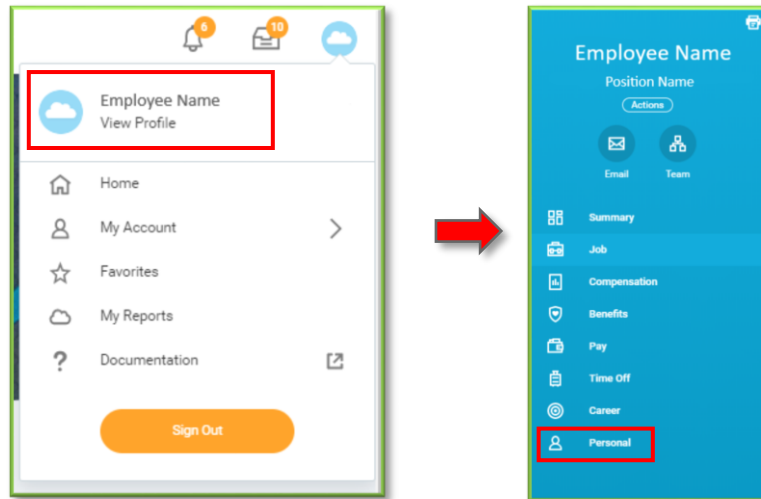 6
10
Employee Name
View Profile
Home
My Account
Favorites
My Reports
? Documentation
Sign Out
Employee Name
Position Name
Actions
Email Team
Summary
Job
Compensation
Benefits
Pay
Time Off
Career
Personal